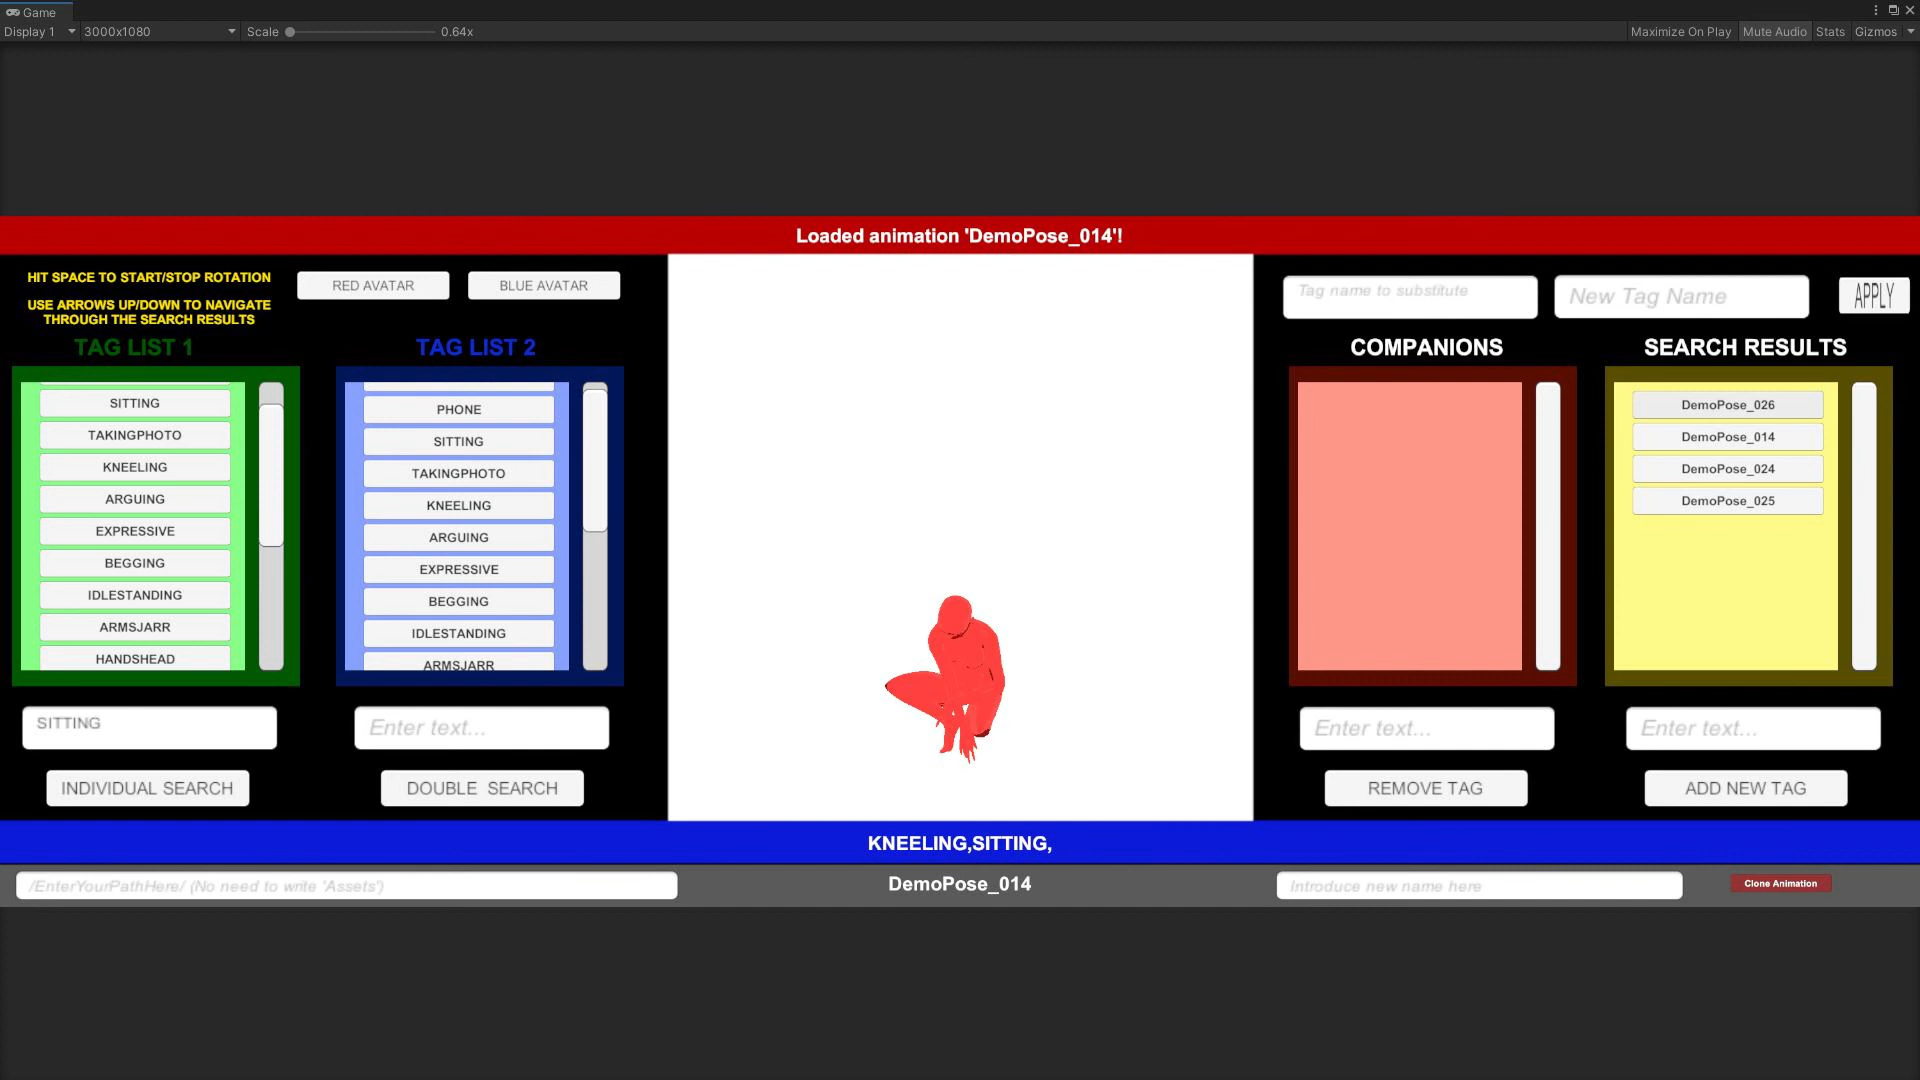 Game
Display 1
3000x1080
Scale
0.64x
Maximize On Play
Mute Audio
Stats
Gizmos
Loaded animation 'DemoPose_014'!
HIT SPACE TO START/STOP ROTATION
USE ARROWS UP/DOWN TO NAVIGATE
THROUGH THE SEARCH RESULTS
RED AVATAR
BLUE AVATAR
TAG LIST 1
SITTING
TAKINGPHOTO
KNEELING
ARGUING
EXPRESSIVE
BEGGING
IDLESTANDING
ARMSJARR
HANDSHEAD
SITTING
INDIVIDUAL SEARCH
TAG LIST 2
PHONE
SITTING
TAKINGPHOTO
KNEELING
ARGUING
EXPRESSIVE
BEGGING
IDLESTANDING
ARMSJARR
Enter text...
DOUBLE SEARCH
Tag name to substitute
New Tag Name
APPLY
COMPANIONS
Enter text...
REMOVE TAG
SEARCH RESULTS
DemoPose_026
DemoPose_014
DemoPose_024
DemoPose_025
Enter text...
ADD NEW TAG
KNEELING,SITTING,
/EnterYourPathHere/ (No need to write 'Assets')
DemoPose_014
Introduce new name here
Clone Animation